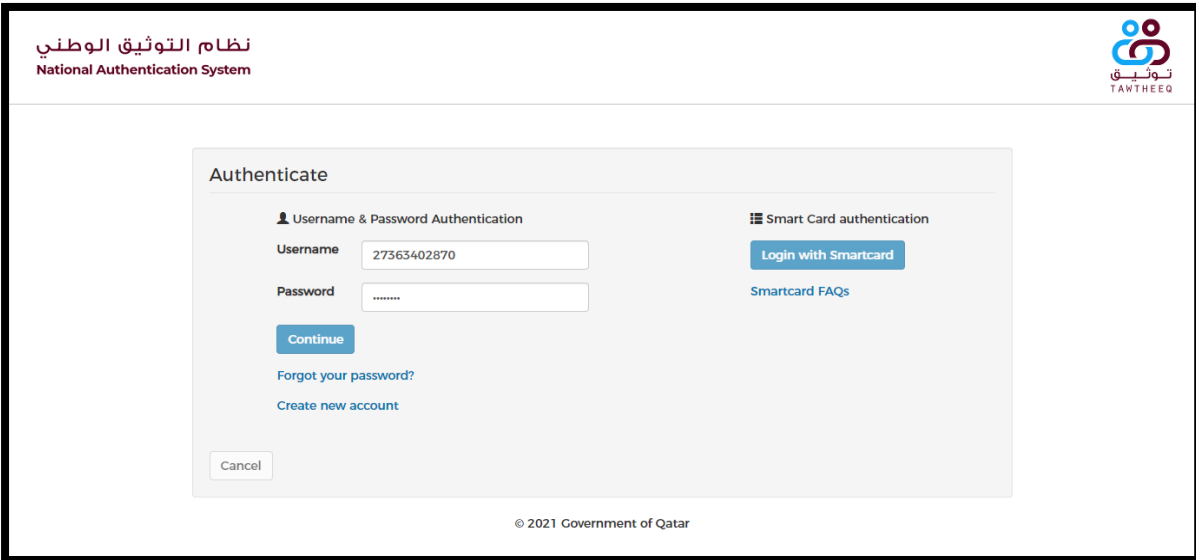 نظام التوثيق الوطني
National Authentication System
توثيق
TAWTHEEQ
Authenticate
Username & Password Authentication
Username 27363402870
Password ········
Continue
Forgot your password?
Create new account
Smart Card authentication
Login with Smartcard
Smartcard FAQs
Cancel
© 2021 Government of Qatar